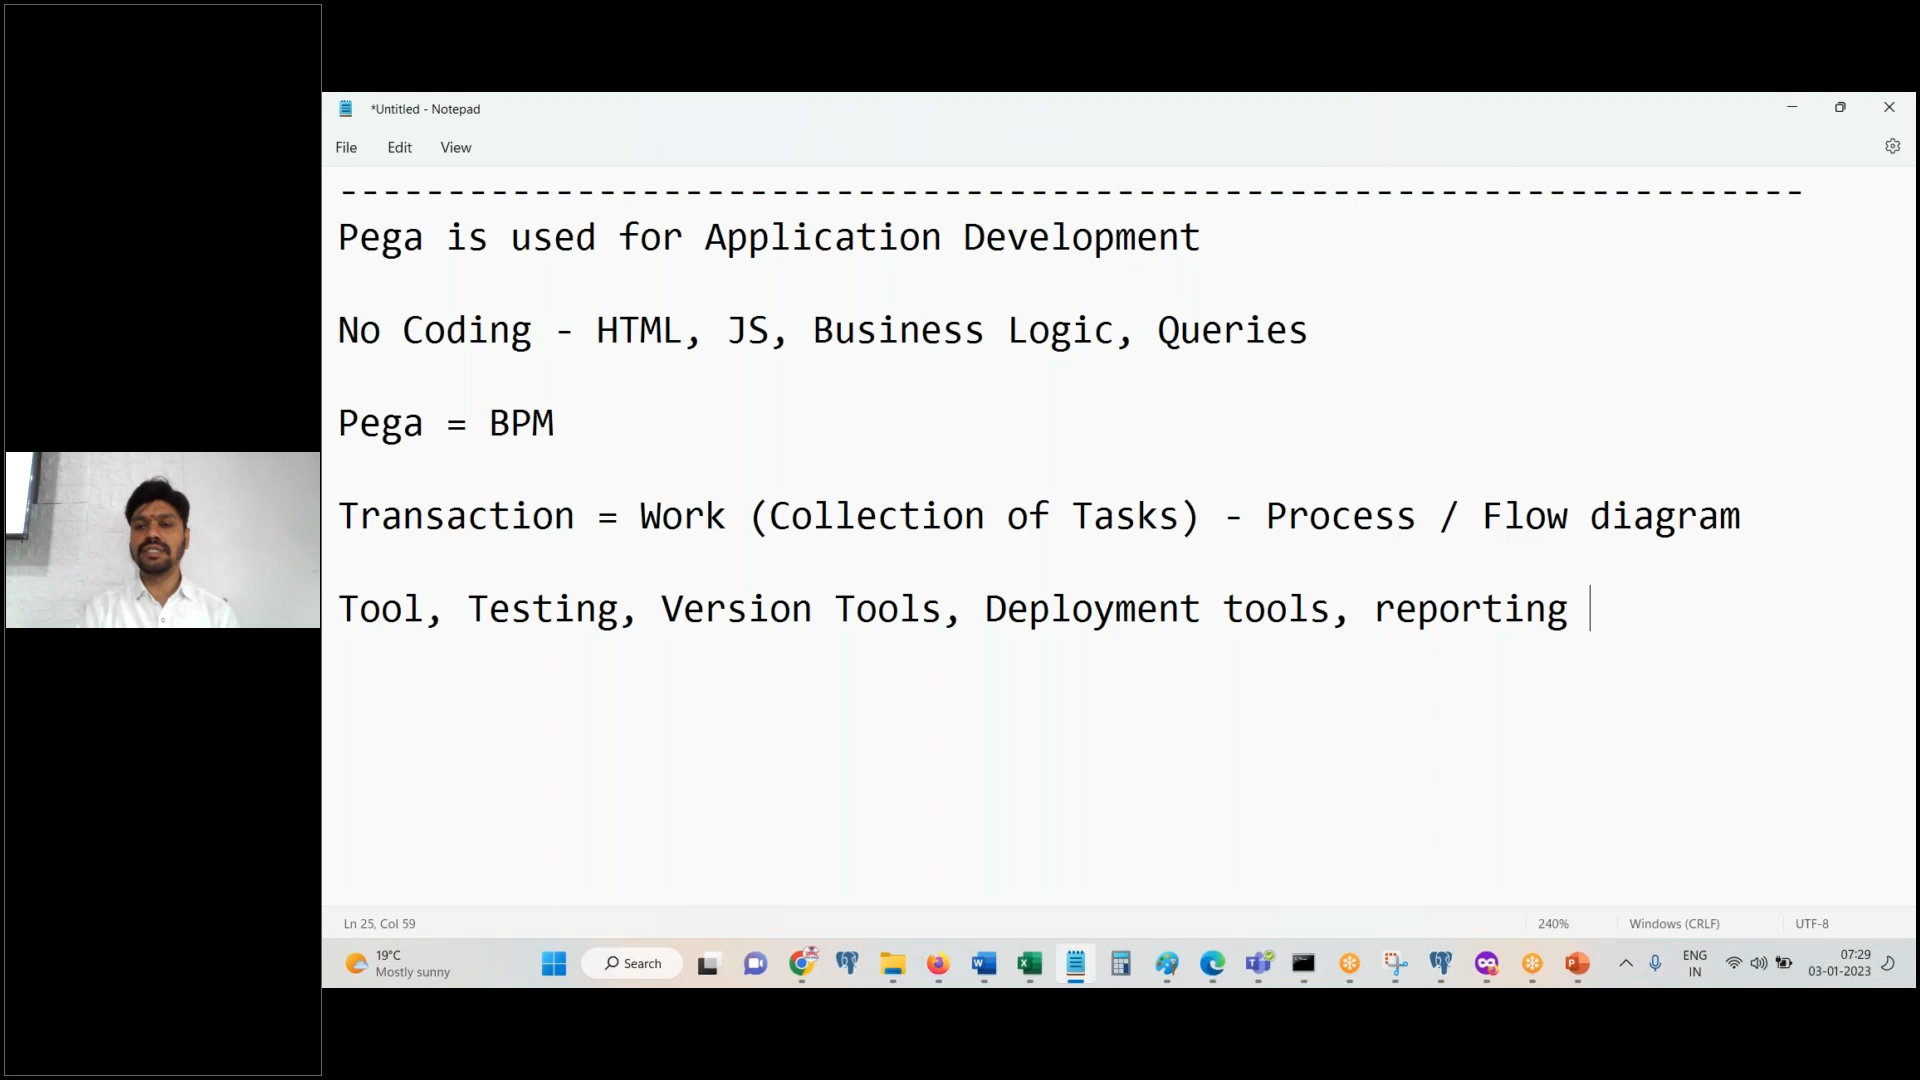 *Untitled - Notepad
File Edit View
--------------------------------------------------------------------
Pega is used for Application Development
No Coding - HTML, JS, Business Logic, Queries
Pega = BPM
Transaction = Work (Collection of Tasks) - Process / Flow diagram
Tool, Testing, Version Tools, Deployment tools, reporting
Ln 25, Col 59 240% Windows (CRLF) UTF-8
19°C
Mostly sunny
Search
ENG
IN
07:29
03-01-2023